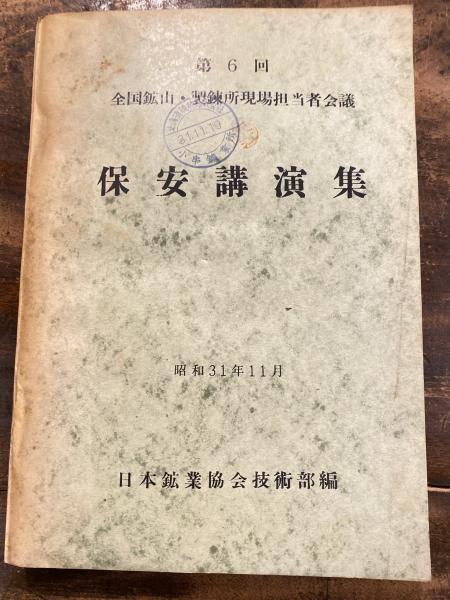 第6回
全国鉱山・製錬所現場担当者会議
保安講演集
昭和31年11月
日本鉱業協会技術部編